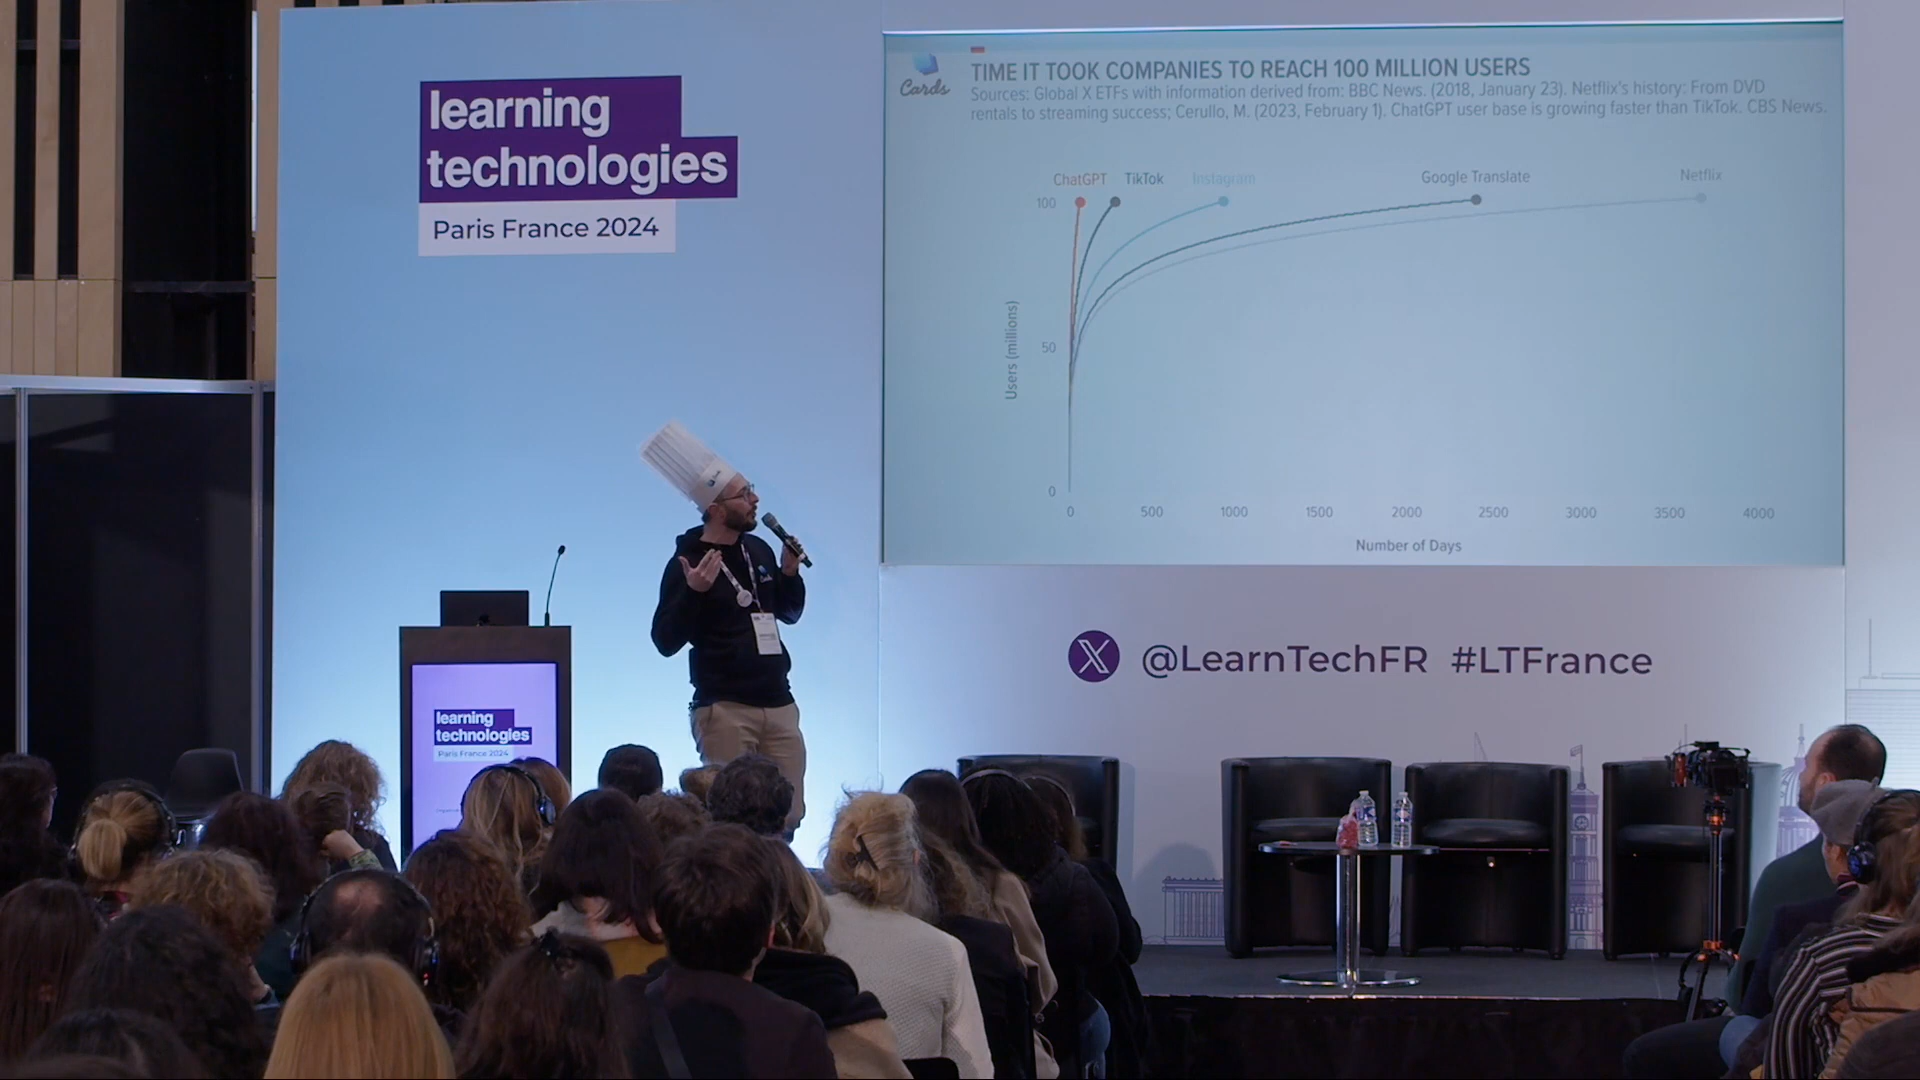 learning
technologies
Paris France 2024
Cards
TIME IT TOOK COMPANIES TO REACH 100 MILLION USERS
Sources: Global X ETFs with information derived from: BBC News. (2018, January 23). Netflix's history: From DVD
rentals to streaming success; Cerullo, M. (2023, February 1). ChatGPT user base is growing faster than TikTok. CBS News.
ChatGPT TikTok Instagram Google Translate Netflix
100
50
0
Users (millions)
0 500 1000 1500 2000 2500 3000 3500 4000
Number of Days
@LearnTechFR #LTFrance
learning
technologies
Paris France 2024